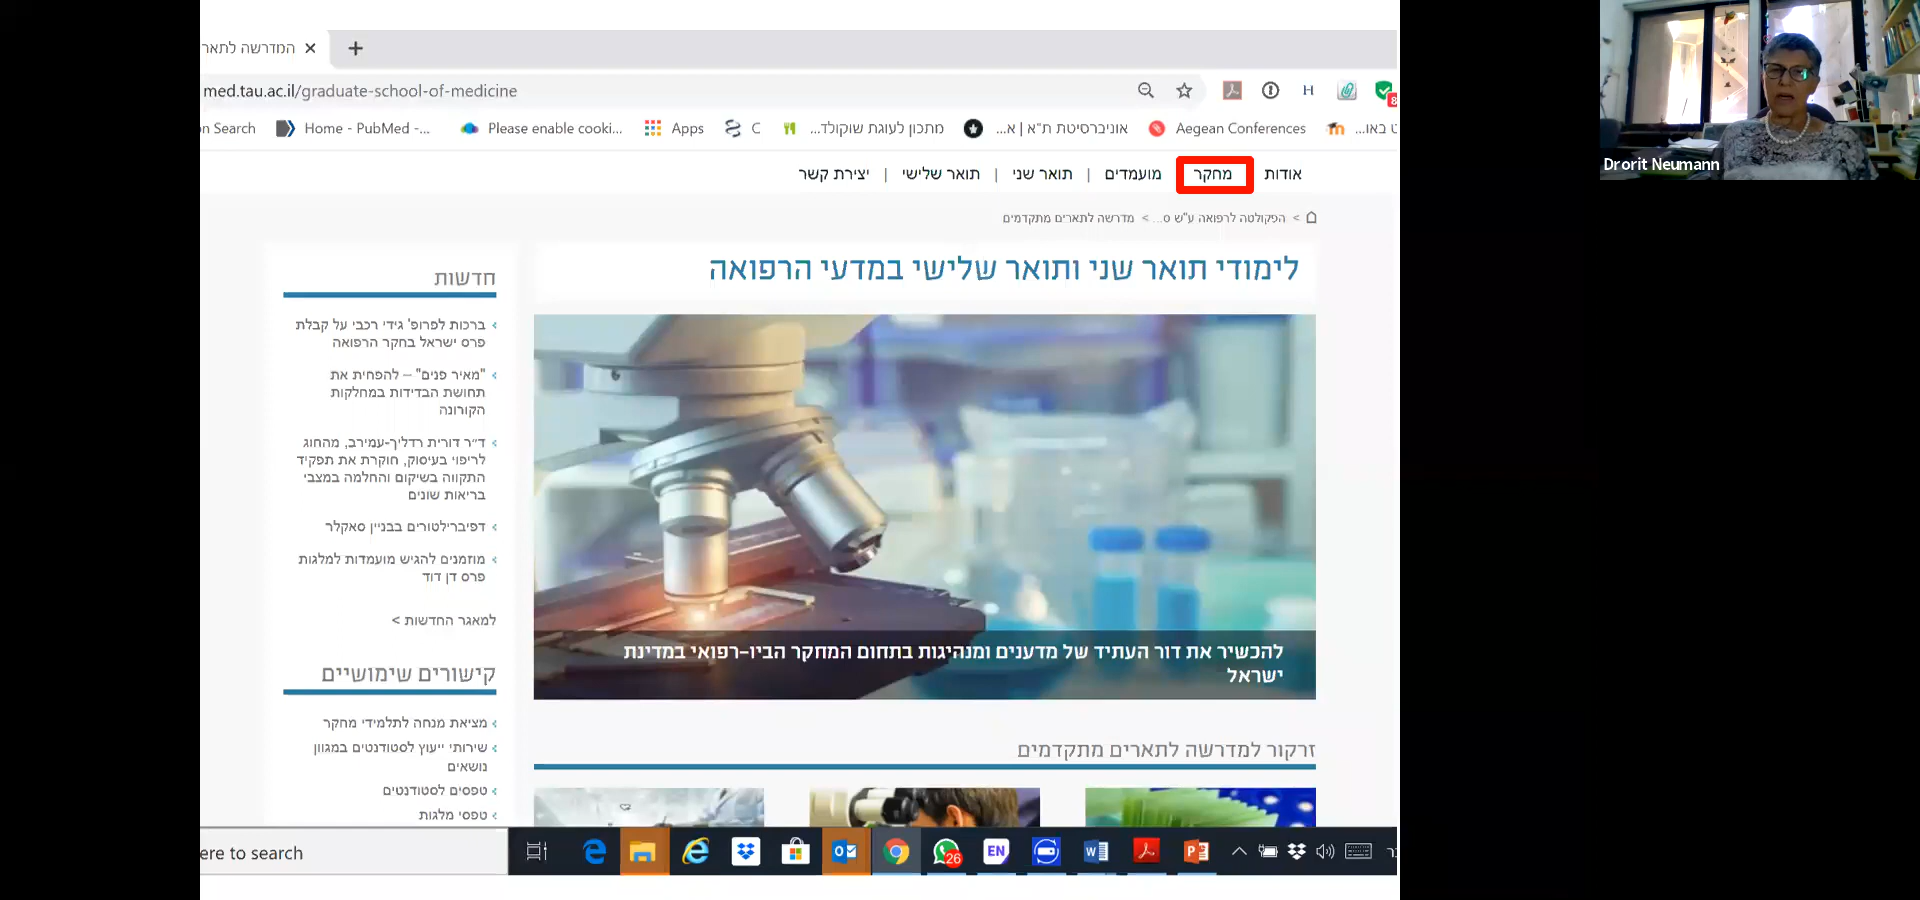 המדרשה לתאר
med.tau.ac.il/graduate-school-of-medicine
H
8
on Search
Home - PubMed -...
Please enable cooki...
Apps
C
מתכון לעוגת שוקולד...
אוניברסיטת ת"א | א...
Aegean Conferences
ט באו...
אודות
מחקר
מועמדים | תואר שני | תואר שלישי | יצירת קשר
הפקולטה לרפואה ע"ש ס... > מדרשה לתארים מתקדמים
לימודי תואר שני ותואר שלישי במדעי הרפואה
להכשיר את דור העתיד של מדענים ומנהיגות בתחום המחקר הביו-רפואי במדינת
ישראל
זרקור למדרשה לתארים מתקדמים
חדשות
ברכות לפרופ' גידי רכבי על קבלת
פרס ישראל בחקר הרפואה
"מאיר פנים" – להפחית את
תחושת הבדידות במחלקות
הקורונה
ד״ר דורית רדליך-עמירב, מהחוג
לריפוי בעיסוק, חוקרת את תפקיד
התקווה בשיקום והחלמה במצבי
בריאות שונים
דפיברילטורים בבניין סאקלר
מוזמנים להגיש מועמדות למלגות
פרס דן דוד
למאגר החדשות >
קישורים שימושיים
מציאת מנחה לתלמידי מחקר
שירותי ייעוץ לסטודנטים במגוון
נושאים
טפסים לסטודנטים
טפסי מלגות
ere to search
26
EN
Drorit Neumann